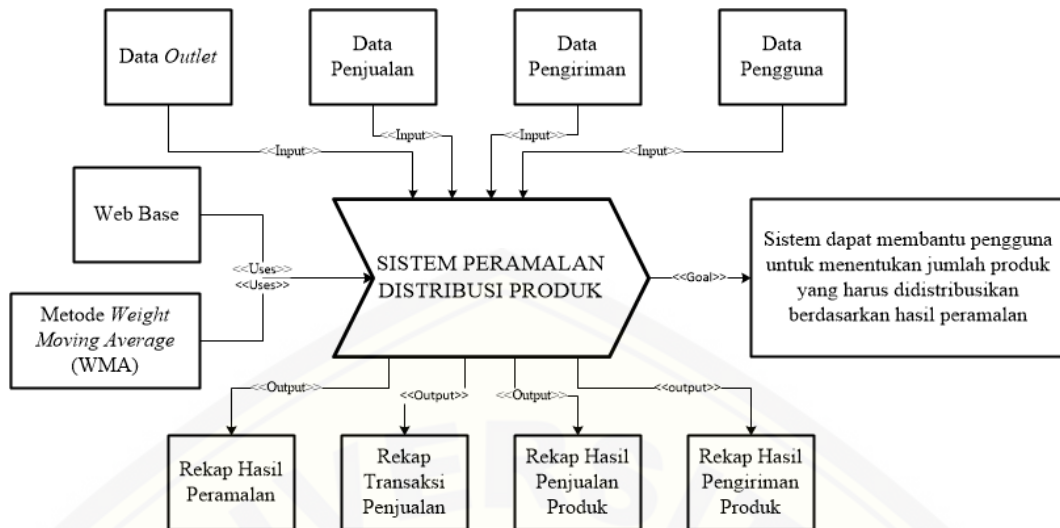 Data Outlet
Data
Penjualan
Data
Pengiriman
Data
Pengguna
<<Input>>
<<Input>>
<<Input>>
<<Input>>
Web Base
<<Uses>>
<<Uses>>
Metode Weight
Moving Average
(WMA)
SISTEM PERAMALAN
DISTRIBUSI PRODUK
<<Goal>>
Sistem dapat membantu pengguna
untuk menentukan jumlah produk
yang harus didistribusikan
berdasarkan hasil peramalan
<<Output>>
<<Output>>
<<Output>>
<<output>>
Rekap Hasil
Peramalan
Rekap
Transaksi
Penjualan
Rekap Hasil
Penjualan
Produk
Rekap Hasil
Pengiriman
Produk